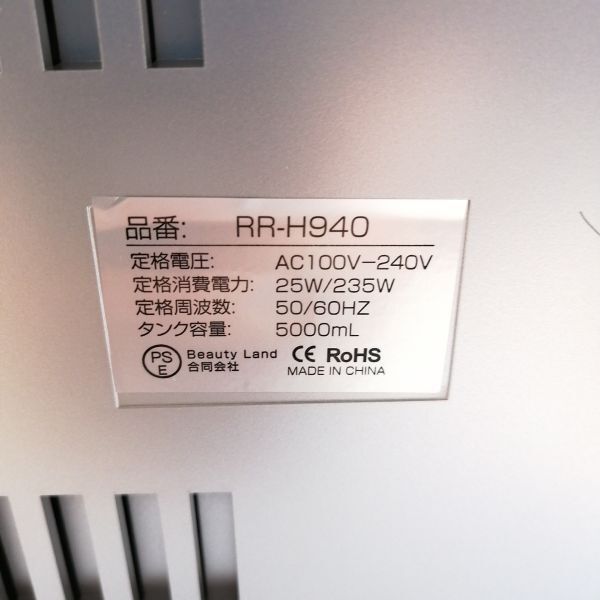 品番: RR-H940
定格電圧: AC100V-240V
定格消費電力: 25W/235W
定格周波数: 50/60HZ
タンク容量: 5000mL
PS
E
Beauty Land
合同会社
CE RoHS
MADE IN CHINA